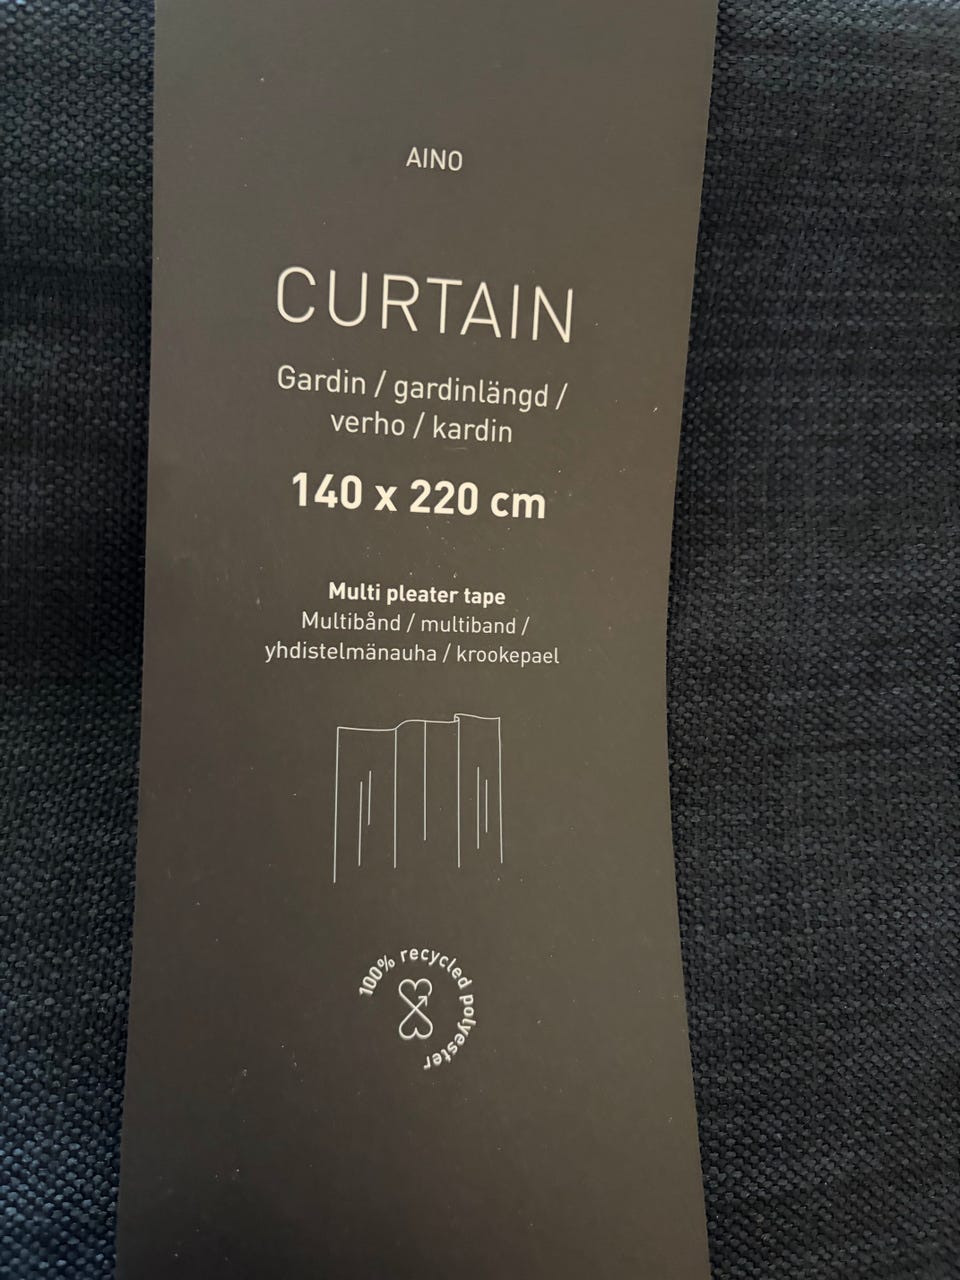 AINO
CURTAIN
Gardin / gardinlängd /
verho / kardin
140 x 220 cm
Multi pleater tape
Multibånd / multiband /
yhdistelmänauha / krookepael
100% recycled polyester